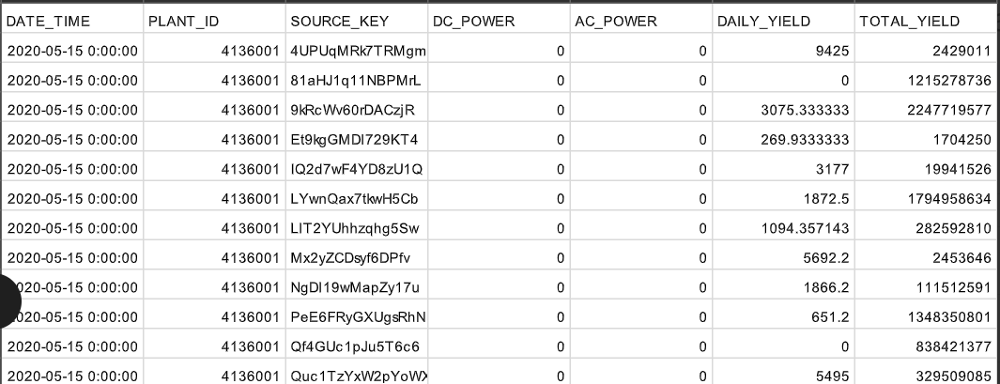 DATE_TIME PLANT_ID SOURCE_KEY DC_POWER AC_POWER DAILY_YIELD TOTAL_YIELD
2020-05-15 0:00:00 4136001 4UPUqMRk7TRMgm 0 0 9425 2429011
2020-05-15 0:00:00 4136001 81aHJ1q11NBPMrL 0 0 0 1215278736
2020-05-15 0:00:00 4136001 9kRcWv60rDACzjR 0 0 3075.333333 2247719577
2020-05-15 0:00:00 4136001 Et9kgGMDl729KT4 0 0 269.9333333 1704250
2020-05-15 0:00:00 4136001 IQ2d7wF4YD8zU1Q 0 0 3177 19941526
2020-05-15 0:00:00 4136001 LYwnQax7tkwH5Cb 0 0 1872.5 1794958634
2020-05-15 0:00:00 4136001 LlT2YUhhzqhg5Sw 0 0 1094.357143 282592810
2020-05-15 0:00:00 4136001 Mx2yZCDsyf6DPfv 0 0 5692.2 2453646
2020-05-15 0:00:00 4136001 NgDl19wMapZy17u 0 0 1866.2 111512591
2020-05-15 0:00:00 4136001 PeE6FRyGXUgsRhN 0 0 651.2 1348350801
2020-05-15 0:00:00 4136001 Qf4GUc1pJu5T6c6 0 0 0 838421377
2020-05-15 0:00:00 4136001 Quc1TzYxW2pYoWX 0 0 5495 329509085